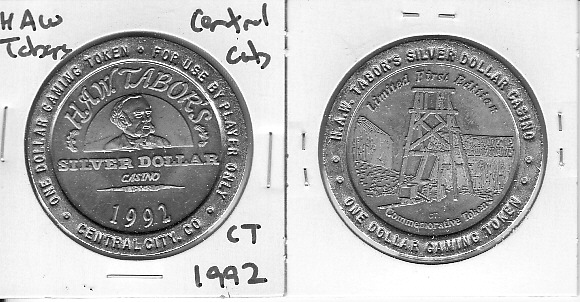 HAW
Tabors
Central
City
ONE DOLLAR GAMING TOKEN • FOR USE BY PLAYER ONLY
H.A.W. TABOR'S
SILVER DOLLAR
CASINO
1992
CENTRAL CITY, CO
CT
1992
H.A.W. TABOR'S SILVER DOLLAR CASINO
Limited First Edition
CT
Commemorative Token
ONE DOLLAR GAMING TOKEN